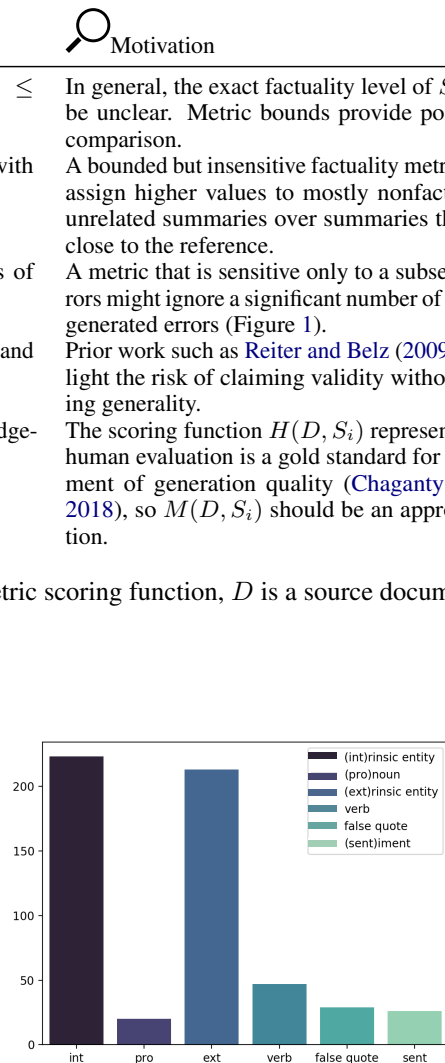 Motivation
≤ In general, the exact factuality level of S
be unclear. Metric bounds provide po
comparison.
with A bounded but insensitive factuality metr
assign higher values to mostly nonfact
unrelated summaries over summaries th
close to the reference.
s of A metric that is sensitive only to a subse
rors might ignore a significant number of
generated errors (Figure 1).
and Prior work such as Reiter and Belz (2009
light the risk of claiming validity witho
ing generality.
dge- The scoring function H(D, Si) represen
human evaluation is a gold standard for
ment of generation quality (Chaganty
2018), so M(D, Si) should be an appro
tion.
etric scoring function, D is a source docum
(int)rinsic entity
(pro)noun
(ext)rinsic entity
verb
false quote
(sent)iment
200
150
100
50
0
int pro ext verb false quote sent